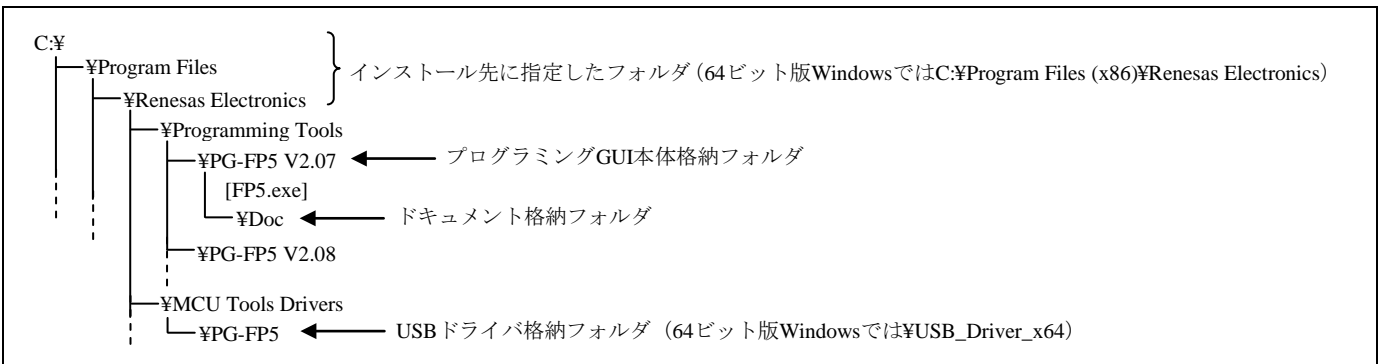 C:¥
¥Program Files
インストール先に指定したフォルダ（64ビット版WindowsではC:¥Program Files (x86)¥Renesas Electronics）
¥Renesas Electronics
¥Programming Tools
¥PG-FP5 V2.07 プログラミングGUI本体格納フォルダ
[FP5.exe]
¥Doc ドキュメント格納フォルダ
¥PG-FP5 V2.08
¥MCU Tools Drivers
¥PG-FP5 USBドライバ格納フォルダ（64ビット版Windowsでは¥USB_Driver_x64）